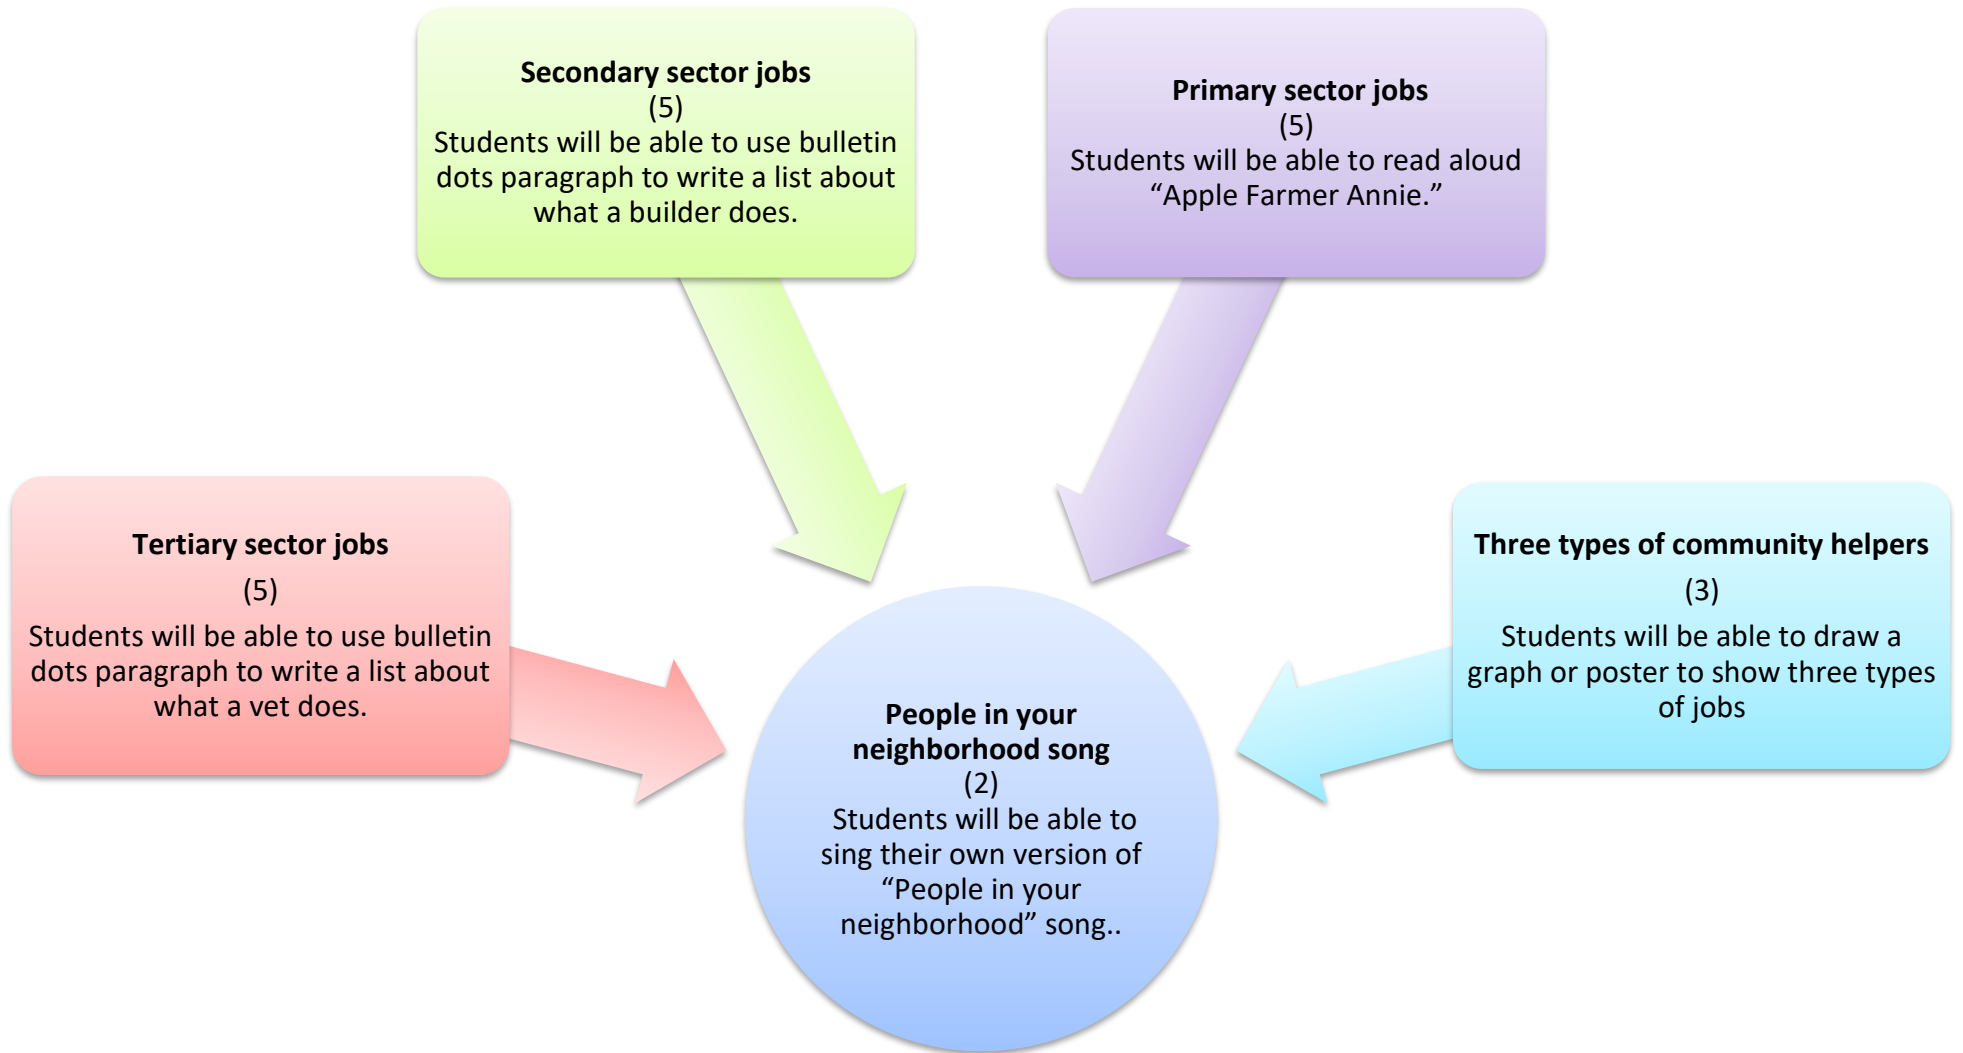 Secondary sector jobs
(5)
Students will be able to use bulletin
dots paragraph to write a list about
what a builder does.
Primary sector jobs
(5)
Students will be able to read aloud
“Apple Farmer Annie.”
Tertiary sector jobs
(5)
Students will be able to use bulletin
dots paragraph to write a list about
what a vet does.
Three types of community helpers
(3)
Students will be able to draw a
graph or poster to show three types
of jobs
People in your
neighborhood song
(2)
Students will be able to
sing their own version of
“People in your
neighborhood” song..